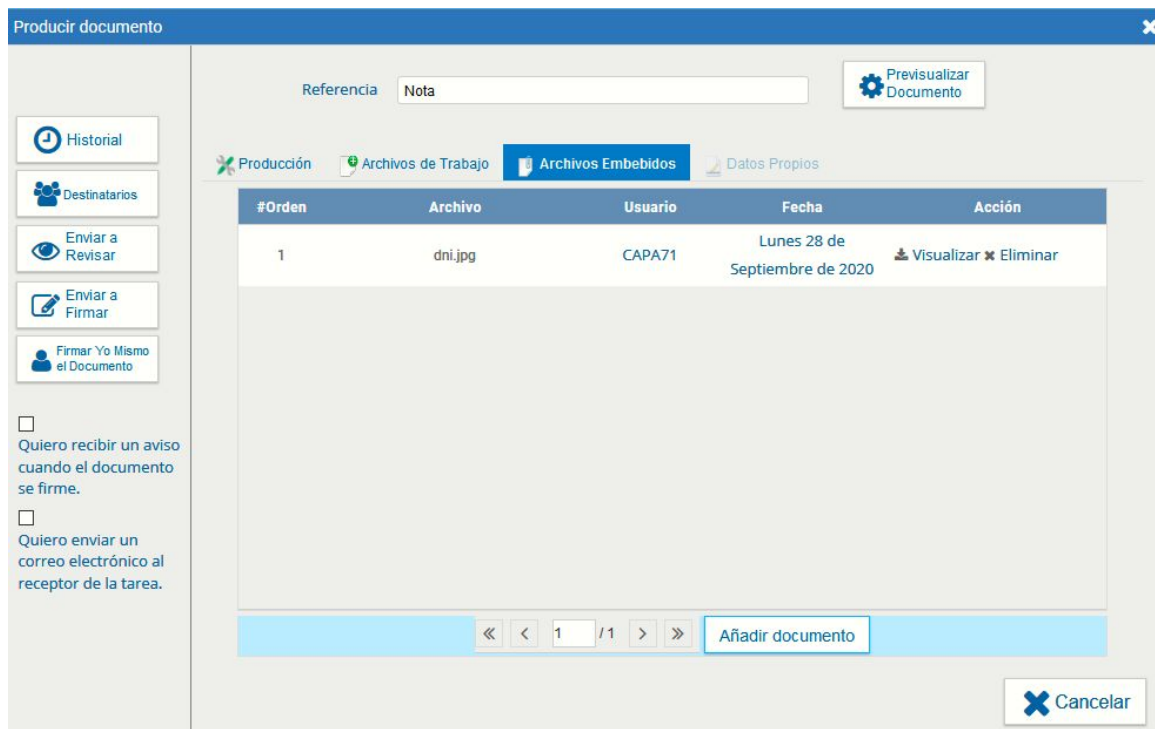 Producir documento
Referencia
Nota
Previsualizar
Documento
Historial
Destinatarios
Enviar a
Revisar
Enviar a
Firmar
Firmar Yo Mismo
el Documento
Quiero recibir un aviso
cuando el documento
se firme.
Quiero enviar un
correo electrónico al
receptor de la tarea.
Producción
Archivos de Trabajo
Archivos Embebidos
Datos Propios
#Orden Archivo Usuario Fecha Acción
1 dni.jpg CAPA71 Lunes 28 de
Septiembre de 2020
Visualizar Eliminar
1 / 1
Añadir documento
Cancelar